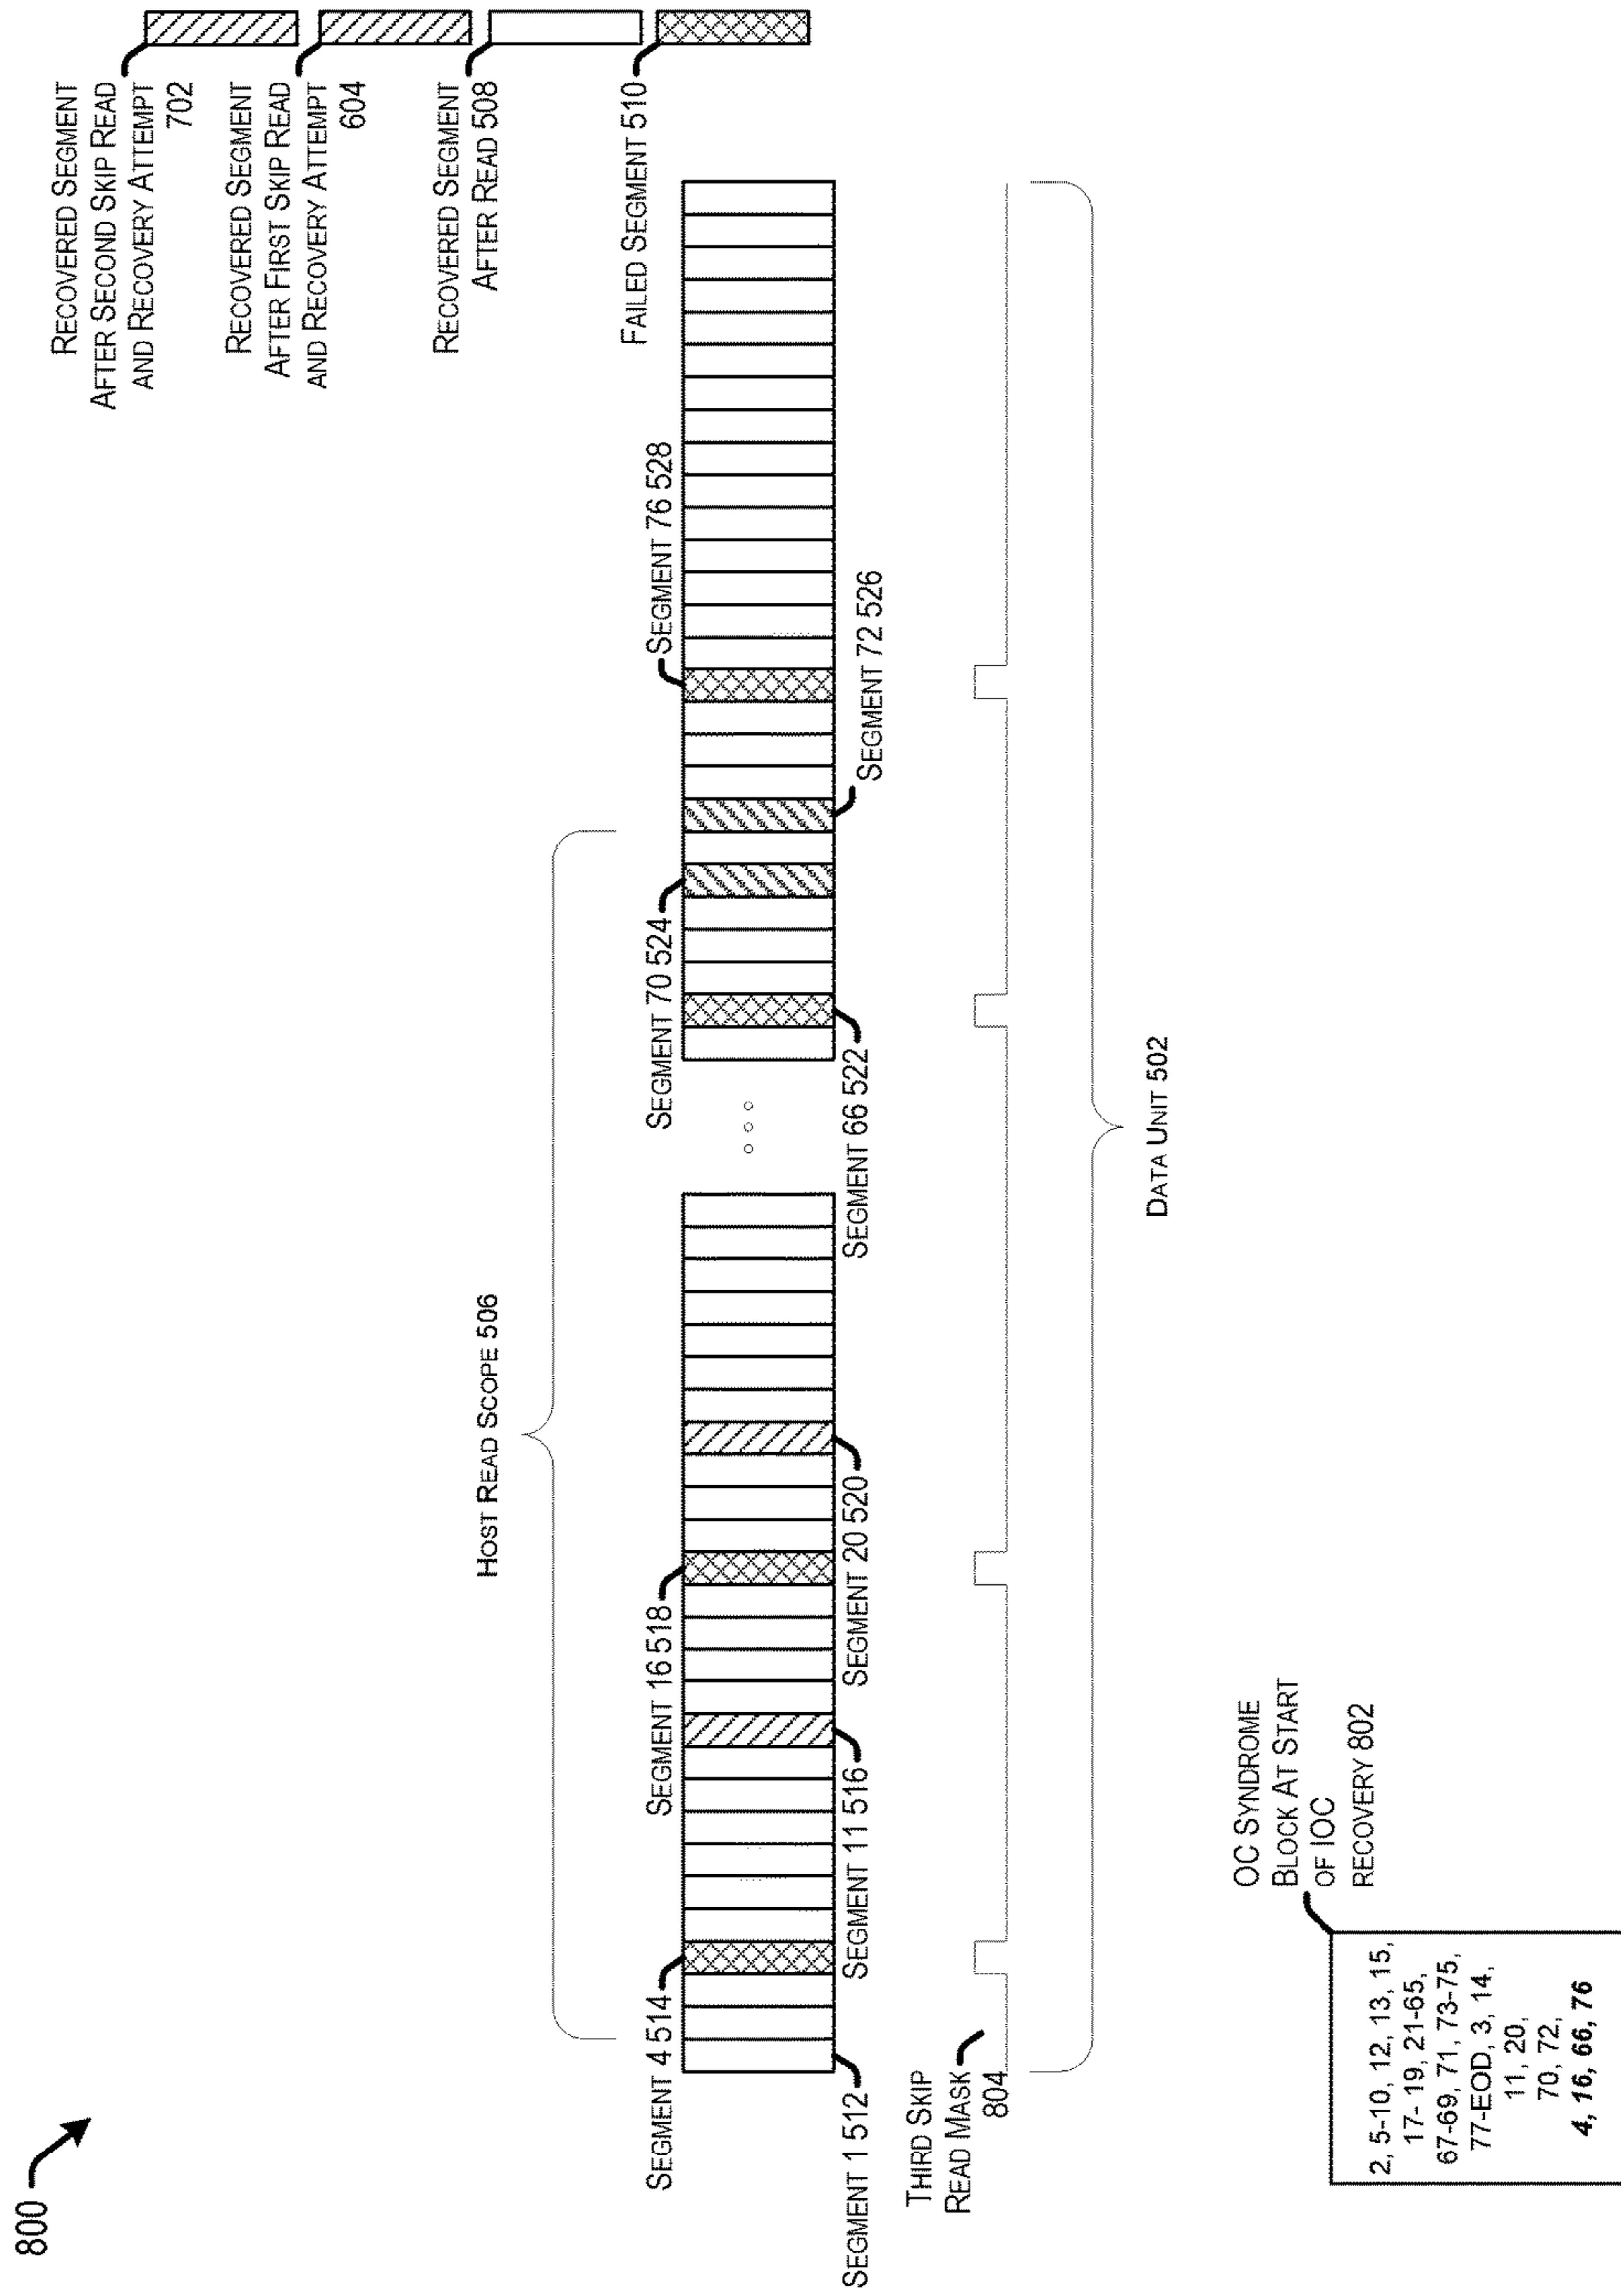 800
RECOVERED SEGMENT
AFTER SECOND SKIP READ
AND RECOVERY ATTEMPT
702
RECOVERED SEGMENT
AFTER FIRST SKIP READ
AND RECOVERY ATTEMPT
604
RECOVERED SEGMENT
AFTER READ 508
FAILED SEGMENT 510
HOST READ SCOPE 506
SEGMENT 4 514
SEGMENT 16 518
SEGMENT 70 524
SEGMENT 76 528
SEGMENT 1 512
SEGMENT 11 516
SEGMENT 20 520
SEGMENT 66 522
SEGMENT 72 526
THIRD SKIP
READ MASK
804
DATA UNIT 502
OC SYNDROME
BLOCK AT START
OF IOC
RECOVERY 802
2, 5-10, 12, 13, 15,
17- 19, 21-65,
67-69, 71, 73-75,
77-EOD, 3, 14,
11, 20,
70, 72,
4, 16, 66, 76